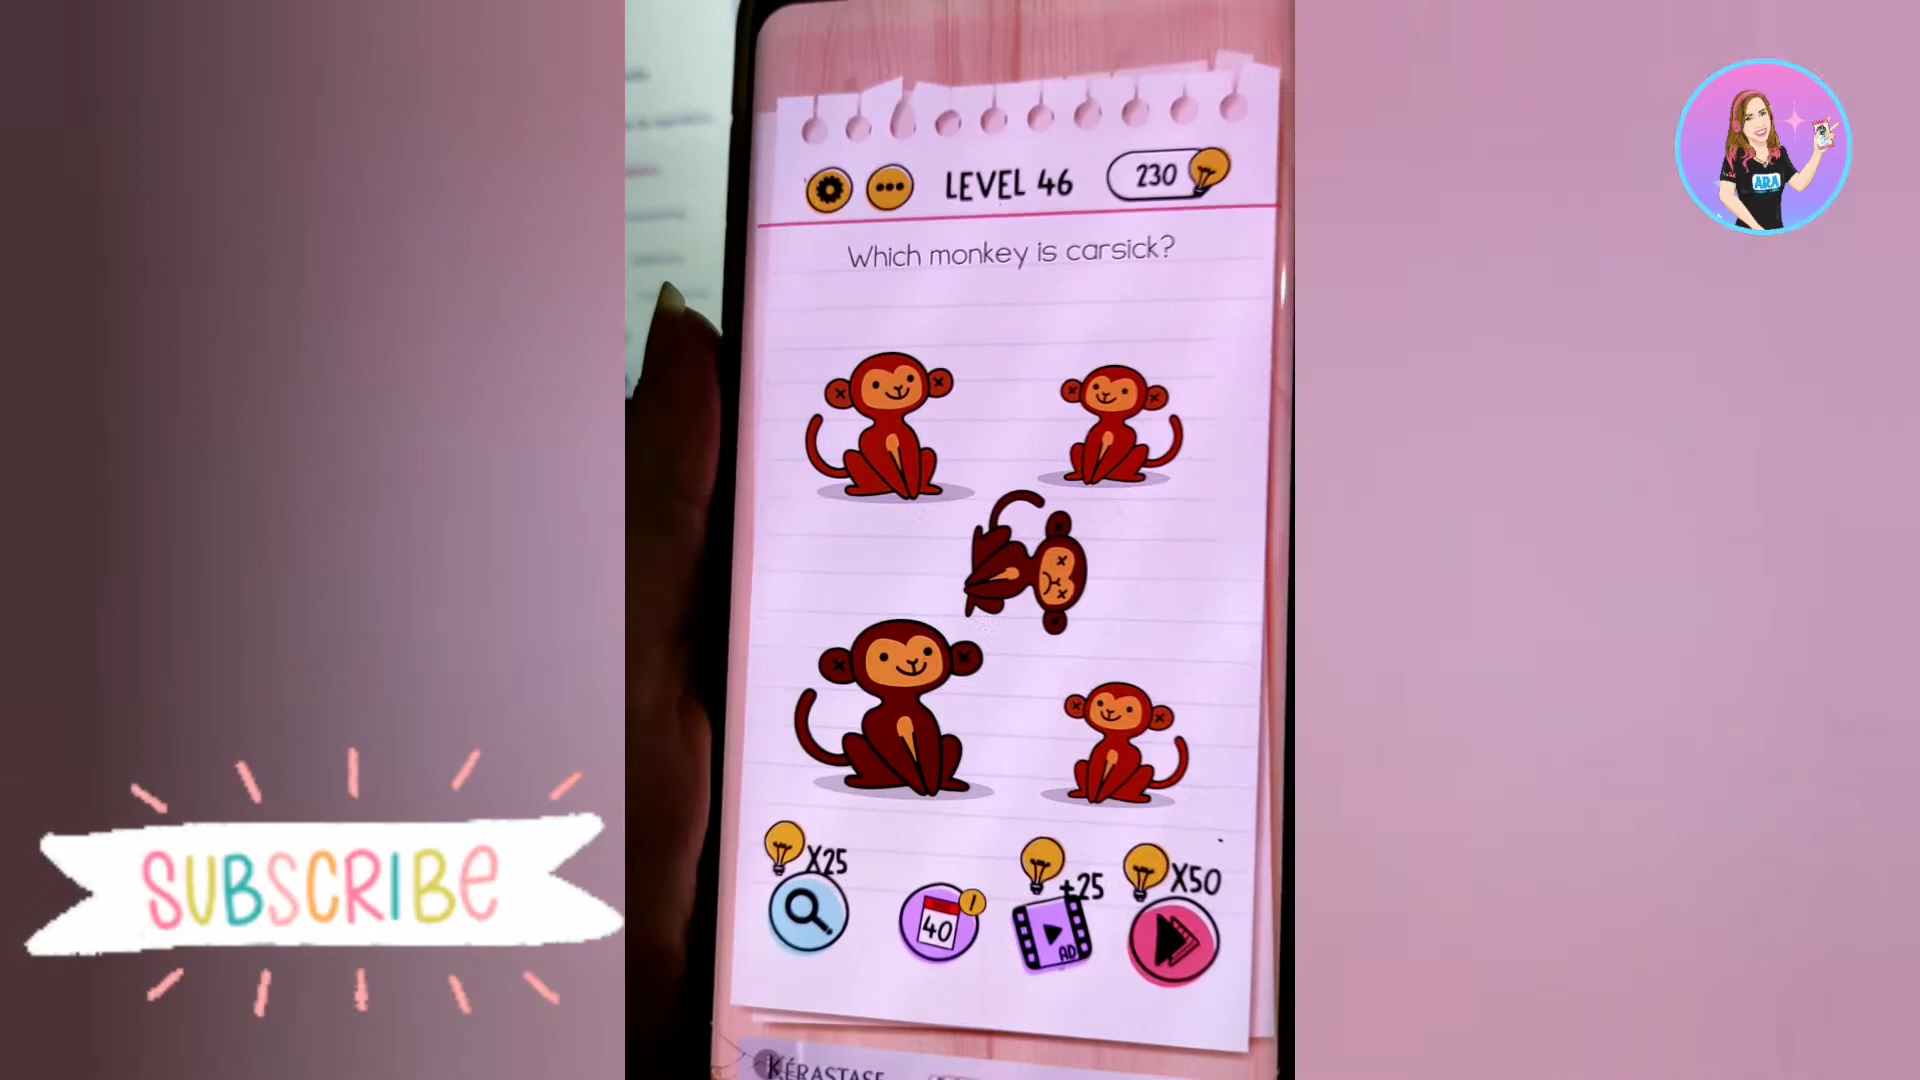 LEVEL 46
230
Which monkey is carsick?
X25
40
!
+25
AD
X50
KÉRASTASE
SUBSCRIBE
ARA